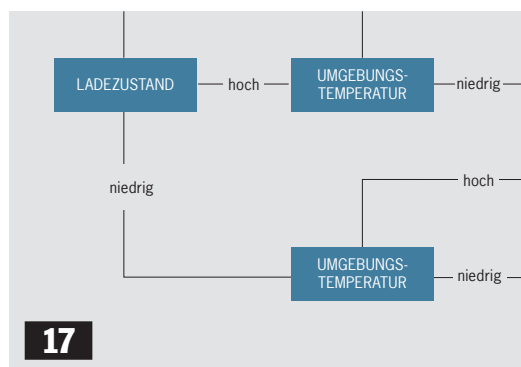 LADEZUSTAND
hoch
UMGEBUNGS-
TEMPERATUR
niedrig
niedrig
hoch
UMGEBUNGS-
TEMPERATUR
niedrig
17